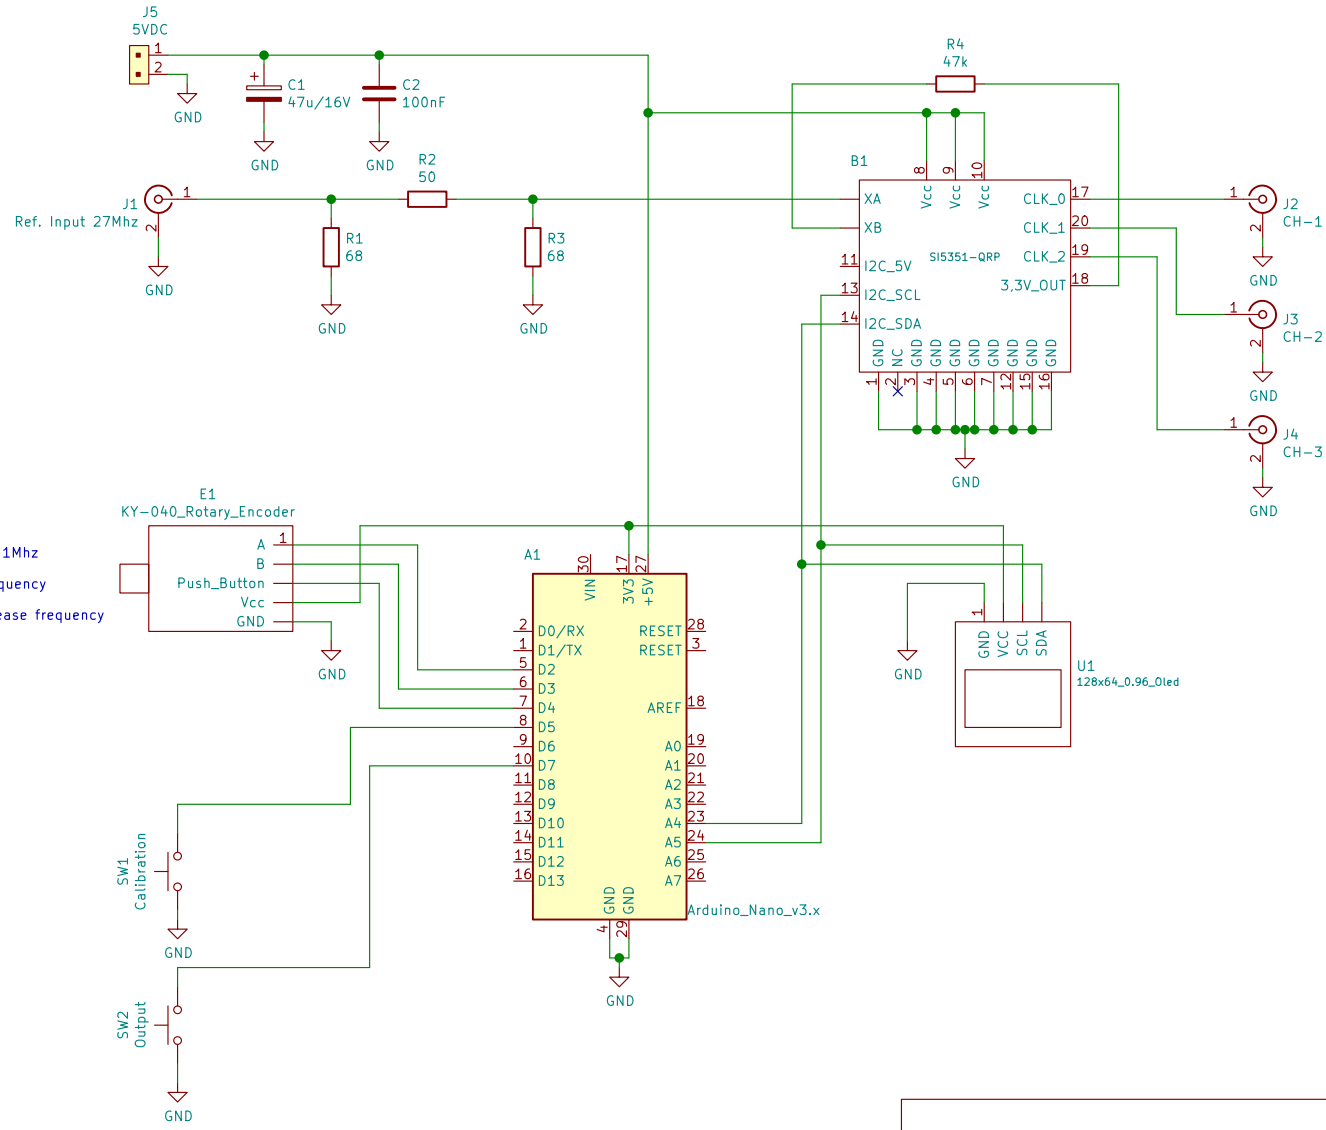 J5
5VDC
1
2
GND
+
C1
47u/16V
GND
C2
100nF
GND
R4
47k
J1
Ref. Input 27Mhz
1
2
GND
R2
50
R1
68
GND
R3
68
GND
B1
8
9
10
Vcc
Vcc
Vcc
XA
XB
11
I2C_5V
13
I2C_SCL
14
I2C_SDA
SI5351-QRP
CLK_0
17
CLK_1
20
CLK_2
19
3,3V_OUT
18
GND
NC
GND
GND
GND
GND
GND
GND
GND
GND
1
2
3
4
5
6
7
12
15
16
GND
1
2
J2
CH-1
GND
1
2
J3
CH-2
GND
1
2
J4
CH-3
GND
E1
KY-040_Rotary_Encoder
A
1
B
Push_Button
Vcc
GND
GND
1Mhz
quency
ease frequency
A1
30
17
27
VIN
3V3
+5V
2
D0/RX
1
D1/TX
5
D2
6
D3
7
D4
8
D5
9
D6
10
D7
11
D8
12
D9
13
D10
14
D11
15
D12
16
D13
RESET
28
RESET
3
AREF
18
A0
19
A1
20
A2
21
A3
22
A4
23
A5
24
A6
25
A7
26
GND
GND
4
29
Arduino_Nano_v3.x
GND
GND
1
GND
VCC
SCL
SDA
U1
128x64_0.96_Oled
SW1
Calibration
GND
SW2
Output
GND